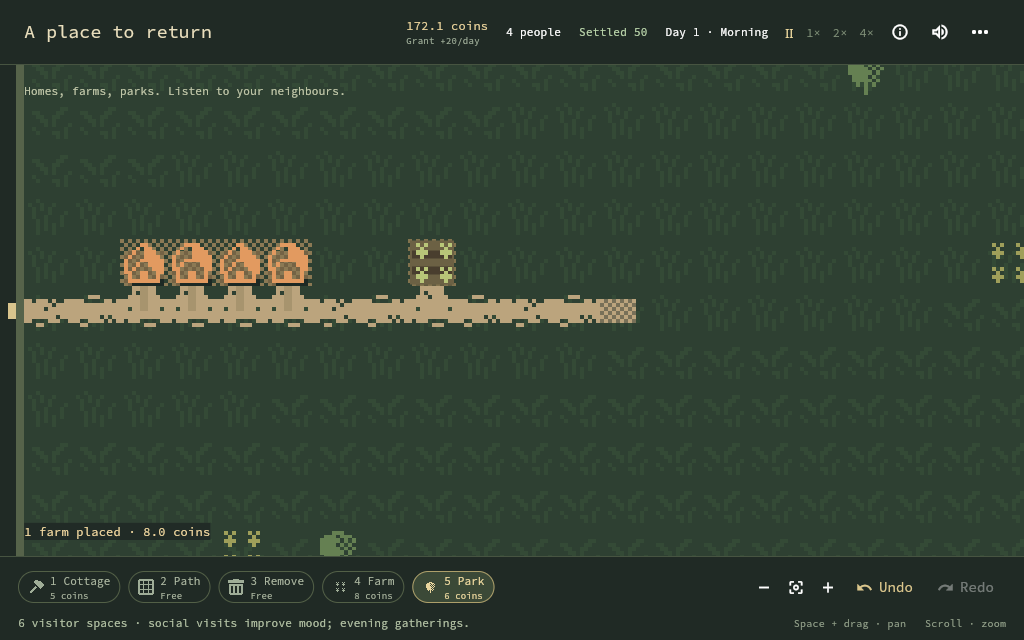 A place to return
172.1 coins
Grant +20/day
4 people
Settled 50
Day 1 · Morning
1×
2×
4×
Homes, farms, parks. Listen to your neighbours.
1 farm placed · 8.0 coins
1 Cottage
5 coins
2 Path
Free
3 Remove
Free
4 Farm
8 coins
5 Park
6 coins
Undo
Redo
6 visitor spaces · social visits improve mood; evening gatherings.
Space + drag · pan
Scroll · zoom